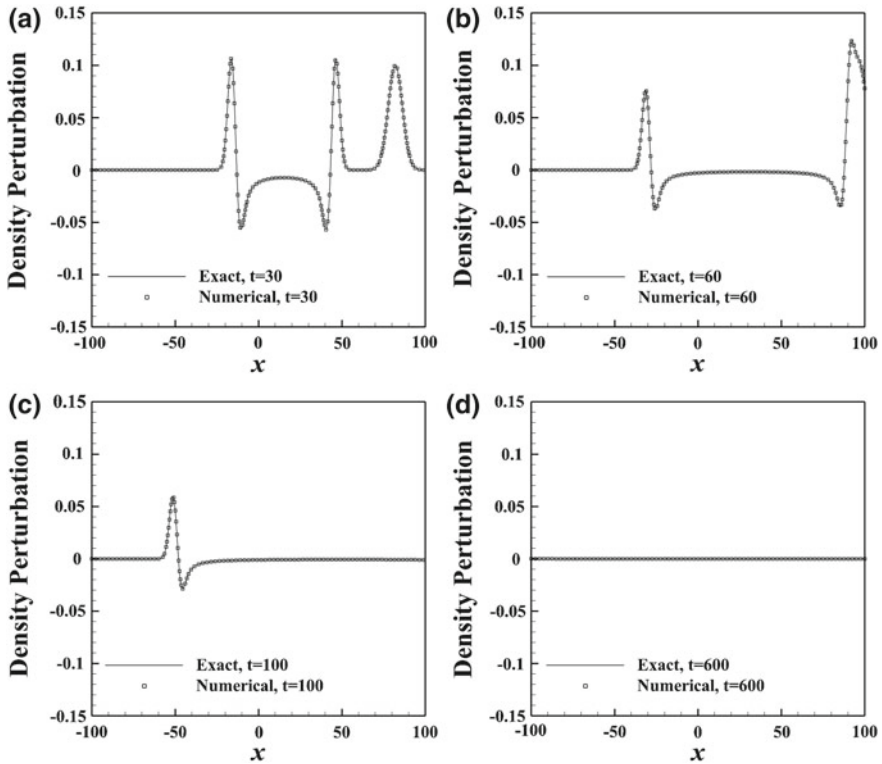 (a)
Density Perturbation
0.15
0.1
0.05
0
-0.05
-0.1
-0.15
Exact, t=30
Numerical, t=30
-100 -50 0 50 100
x
(b)
Density Perturbation
0.15
0.1
0.05
0
-0.05
-0.1
-0.15
Exact, t=60
Numerical, t=60
-100 -50 0 50 100
x
(c)
Density Perturbation
0.15
0.1
0.05
0
-0.05
-0.1
-0.15
Exact, t=100
Numerical, t=100
-100 -50 0 50 100
x
(d)
Density Perturbation
0.15
0.1
0.05
0
-0.05
-0.1
-0.15
Exact, t=600
Numerical, t=600
-100 -50 0 50 100
x